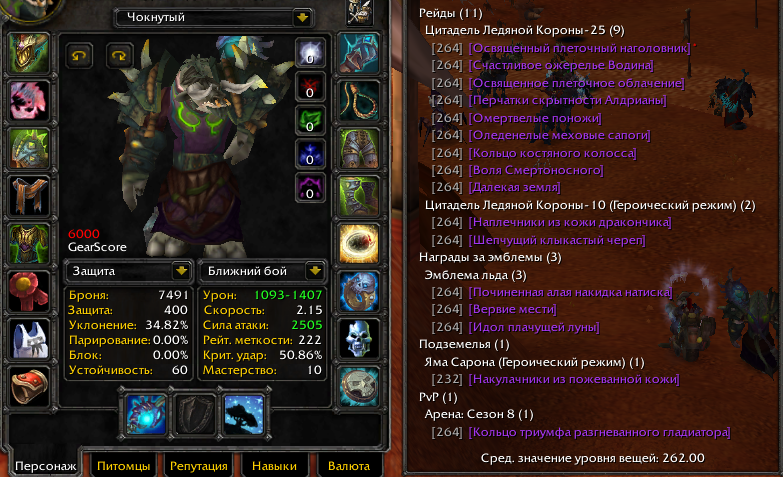 Чокнутый
0
0
0
0
0
6000
GearScore
Защита
Ближний бой
Броня: 7491
Защита: 400
Уклонение: 34.82%
Парирование: 0.00%
Блок: 0.00%
Устойчивость: 60
Урон: 1093-1407
Скорость: 2.15
Сила атаки: 2505
Рейт. меткости: 222
Крит. удар: 50.86%
Мастерство: 10
Персонаж
Питомцы
Репутация
Навыки
Валюта
Рейды (11)
Цитадель Ледяной Короны-25 (9)
[264] [Освященный плеточный наголовник]
[264] [Счастливое ожерелье Водина]
[264] [Освященное плеточное облачение]
[264] [Перчатки скрытности Алдрианы]
[264] [Омертвелые поножи]
[264] [Оледенелые меховые сапоги]
[264] [Кольцо костяного колосса]
[264] [Воля Смертоносного]
[264] [Далекая земля]
Цитадель Ледяной Короны-10 (Героический режим) (2)
[264] [Наплечники из кожи дракончика]
[264] [Шепчущий клыкастый череп]
Награды за эмблемы (3)
Эмблема льда (3)
[264] [Починенная алая накидка натиска]
[264] [Вервие мести]
[264] [Идол плачущей луны]
Подземелья (1)
Яма Сарона (Героический режим) (1)
[232] [Накулачники из пожеванной кожи]
PvP (1)
Арена: Сезон 8 (1)
[264] [Кольцо триумфа разгневанного гладиатора]
Сред. значение уровня вещей: 262.00